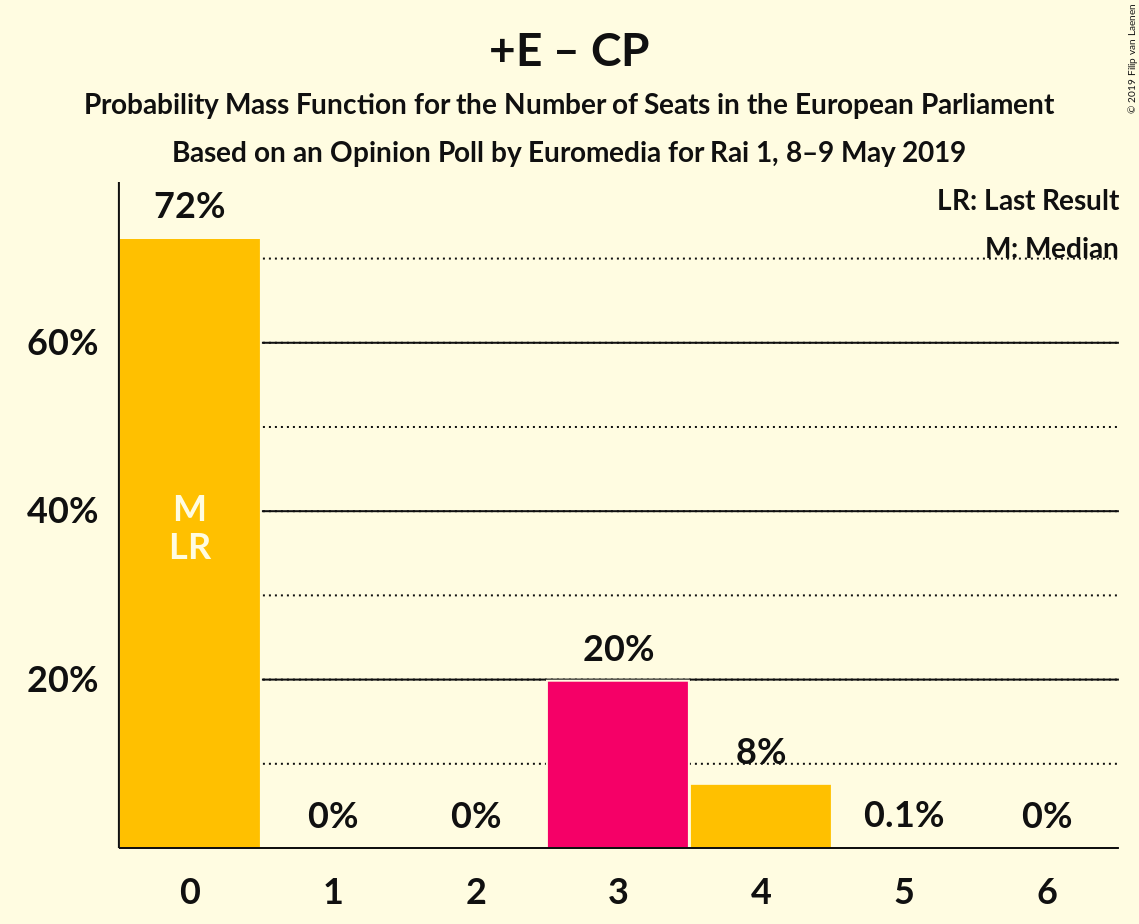 +E – CP
Probability Mass Function for the Number of Seats in the European Parliament
Based on an Opinion Poll by Euromedia for Rai 1, 8–9 May 2019
© 2019 Filip van Laenen
LR: Last Result
M: Median
72%
60%
40%
20%
M
LR
0%
0%
20%
8%
0.1%
0%
0
1
2
3
4
5
6